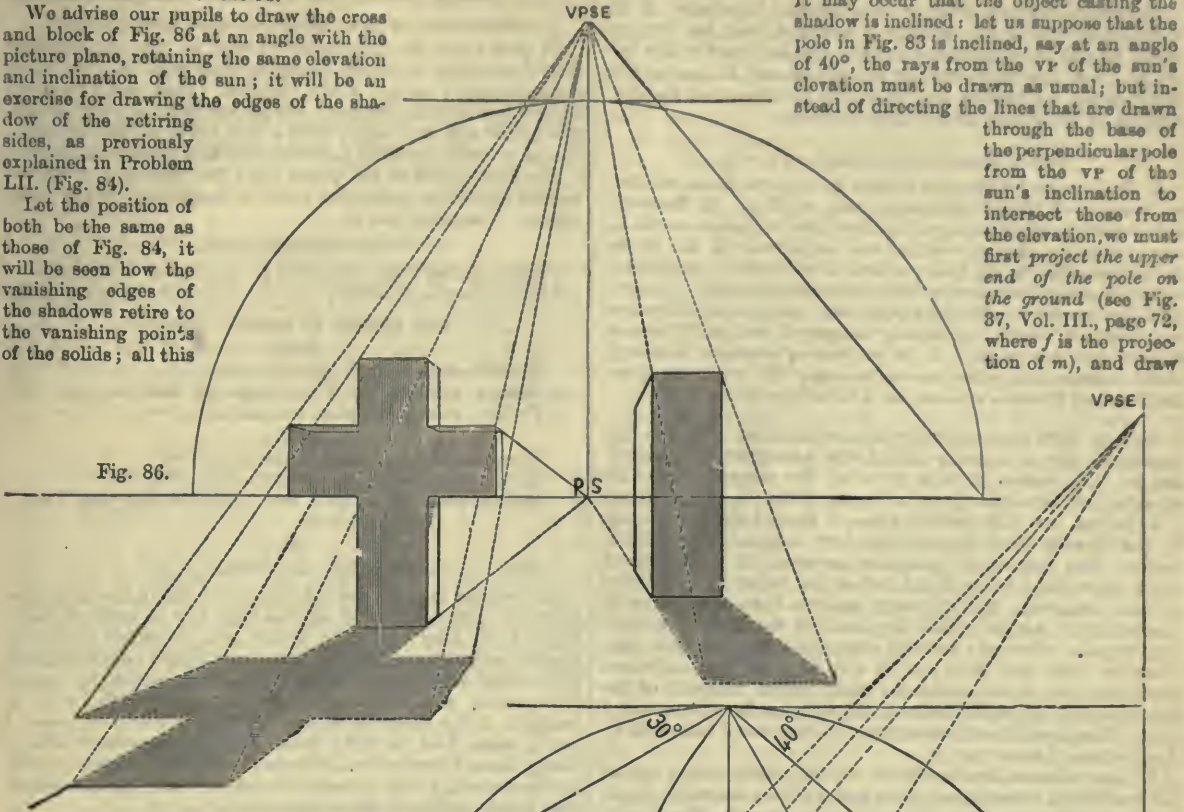 We advise our pupils to draw the cross
and block of Fig. 86 at an angle with the
picture plane, retaining the same elevation
and inclination of the sun; it will be an
exercise for drawing the edges of the sha-
dow of the retiring
sides, as previously
explained in Problem
LII. (Fig. 84).
Let the position of
both be the same as
those of Fig. 84, it
will be seen how the
vanishing edges of
the shadows retire to
the vanishing points
of the solids; all this
VPSE
Fig. 86.
PS
It may occur that the object casting the
shadow is inclined: let us suppose that the
pole in Fig. 83 is inclined, say at an angle
of 40°, the rays from the VP of the sun's
elevation must be drawn as usual; but in-
stead of directing the lines that are drawn
through the base of
the perpendicular pole
from the VP of the
sun's inclination to
intersect those from
the elevation, we must
first project the upper
end of the pole on
the ground (see Fig.
37, Vol. III., page 72,
where f is the projec-
tion of m), and draw
VPSE
30°
40°